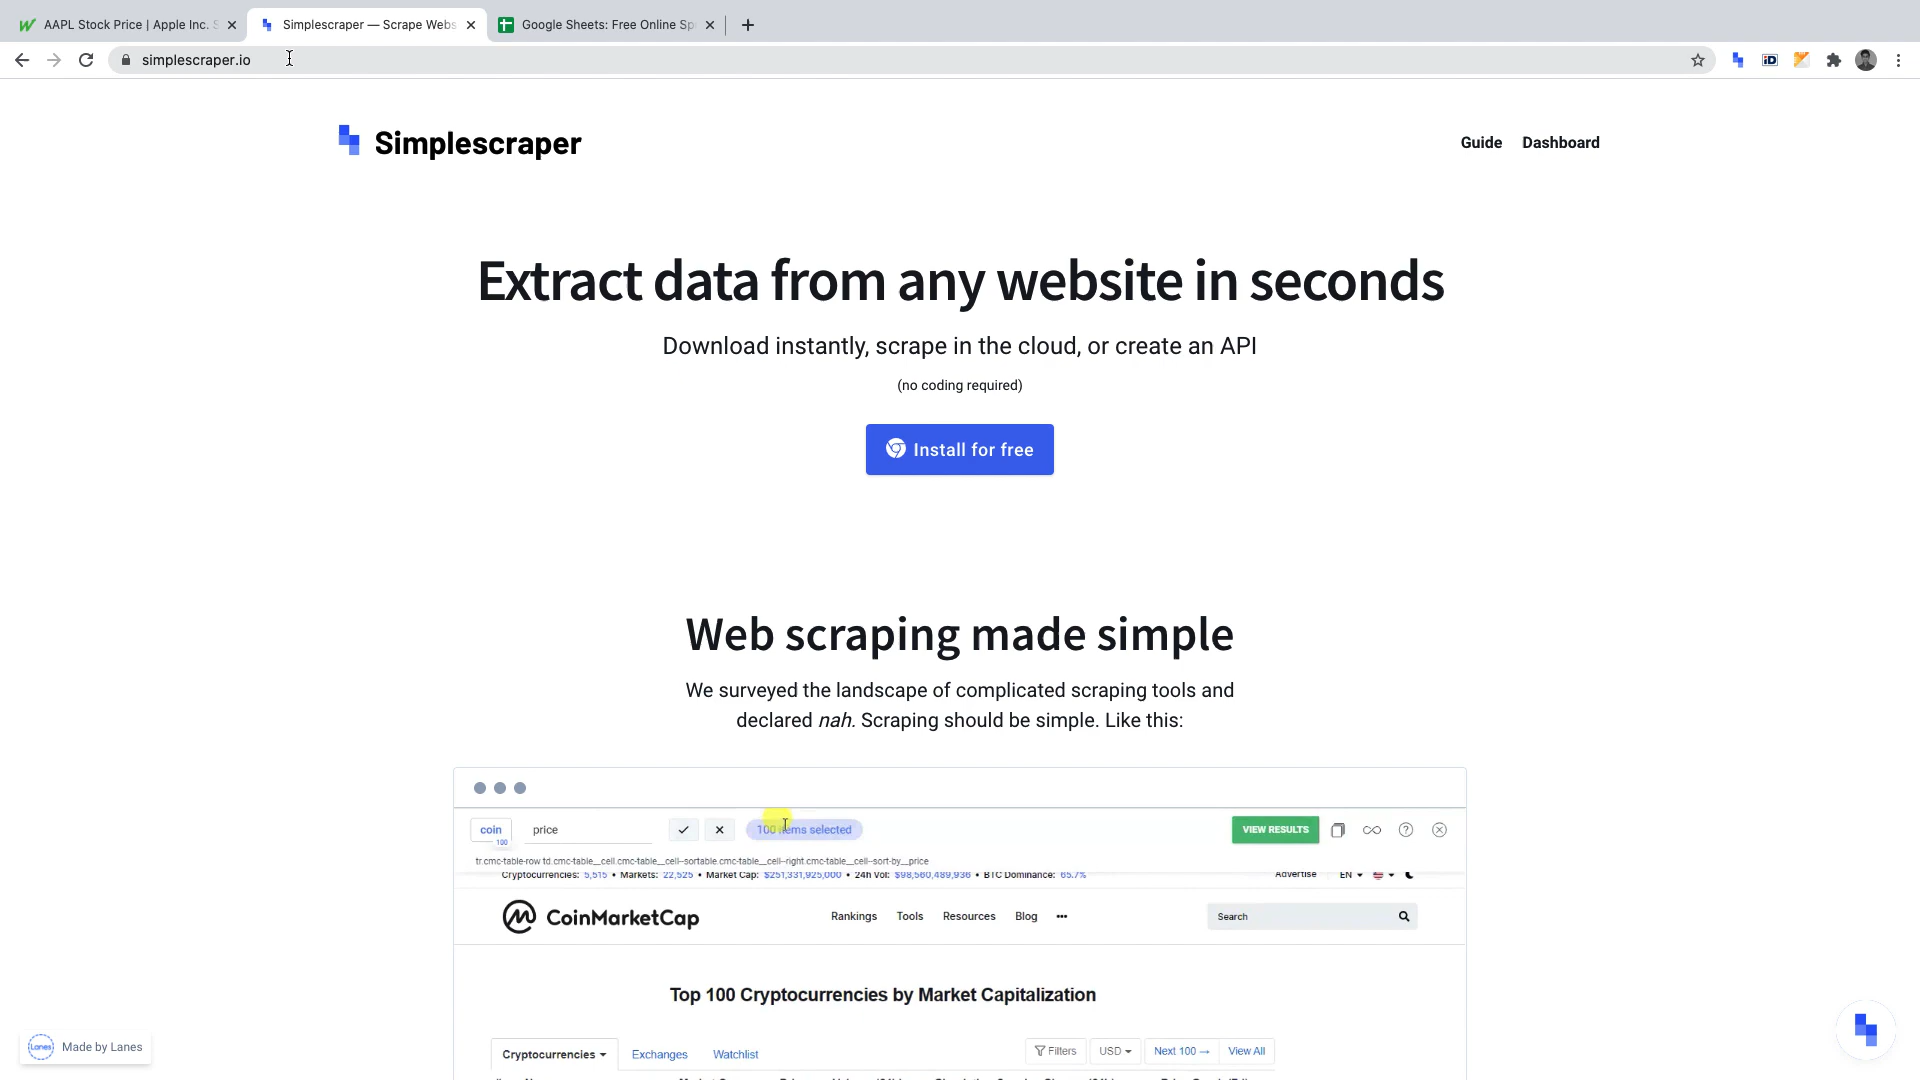 AAPL Stock Price | Apple Inc. S
Simplescraper — Scrape Webs
Google Sheets: Free Online Sp
simplescraper.io
iD
Simplescraper
Guide
Dashboard
Extract data from any website in seconds
Download instantly, scrape in the cloud, or create an API
(no coding required)
Install for free
Web scraping made simple
We surveyed the landscape of complicated scraping tools and
declared nah. Scraping should be simple. Like this:
coin
100
price
100 items selected
VIEW RESULTS
tr.cmc-table-row td.cmc-table__cell.cmc-table__cell--sortable.cmc-table__cell--right.cmc-table__cell--sort-by__price
Cryptocurrencies: 5,515 • Markets: 22,525 • Market Cap: $251,331,925,000 • 24h Vol: $98,560,489,936 • BTC Dominance: 65.7%
Advertise
EN
CoinMarketCap
Rankings
Tools
Resources
Blog
Search
Top 100 Cryptocurrencies by Market Capitalization
Cryptocurrencies
Exchanges
Watchlist
Filters
USD
Next 100 →
View All
Lanes
Made by Lanes